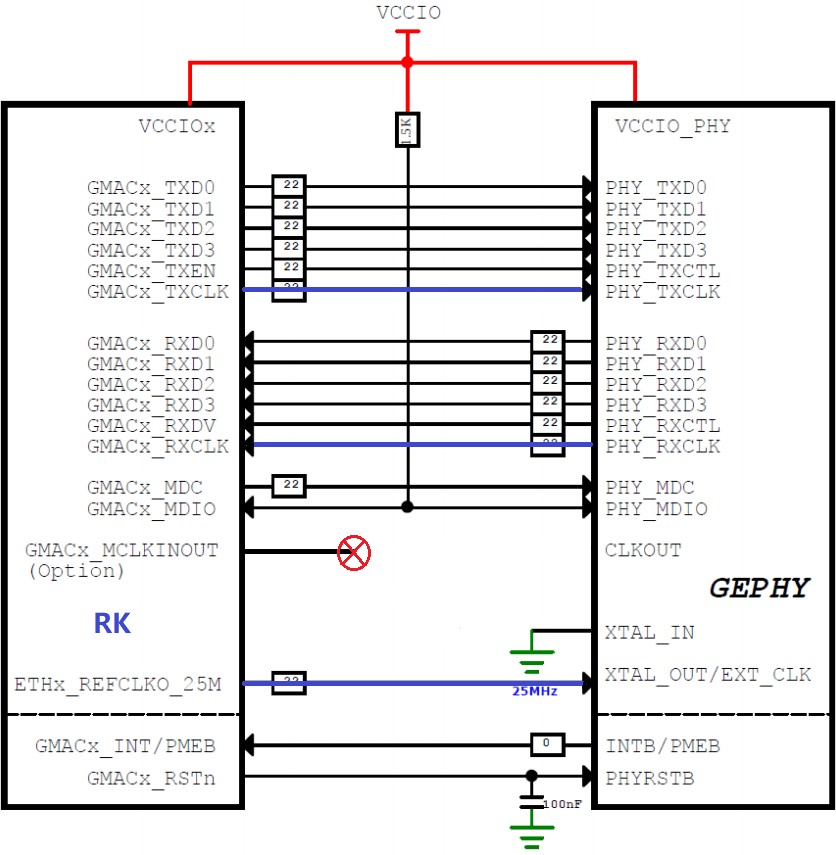 VCCIO
VCCIOx
1.5K
VCCIO_PHY
GMACx_TXD0 22 PHY_TXD0
GMACx_TXD1 22 PHY_TXD1
GMACx_TXD2 22 PHY_TXD2
GMACx_TXD3 22 PHY_TXD3
GMACx_TXEN 22 PHY_TXCTL
GMACx_TXCLK 22 PHY_TXCLK
GMACx_RXD0 22 PHY_RXD0
GMACx_RXD1 22 PHY_RXD1
GMACx_RXD2 22 PHY_RXD2
GMACx_RXD3 22 PHY_RXD3
GMACx_RXDV 22 PHY_RXCTL
GMACx_RXCLK 22 PHY_RXCLK
GMACx_MDC 22 PHY_MDC
GMACx_MDIO PHY_MDIO
GMACx_MCLKINOUT CLKOUT
(Option)
GEPHY
RK
XTAL_IN
ETHx_REFCLKO_25M 22 XTAL_OUT/EXT_CLK
25MHz
GMACx_INT/PMEB 0 INTB/PMEB
GMACx_RSTn PHYRSTB
100nF